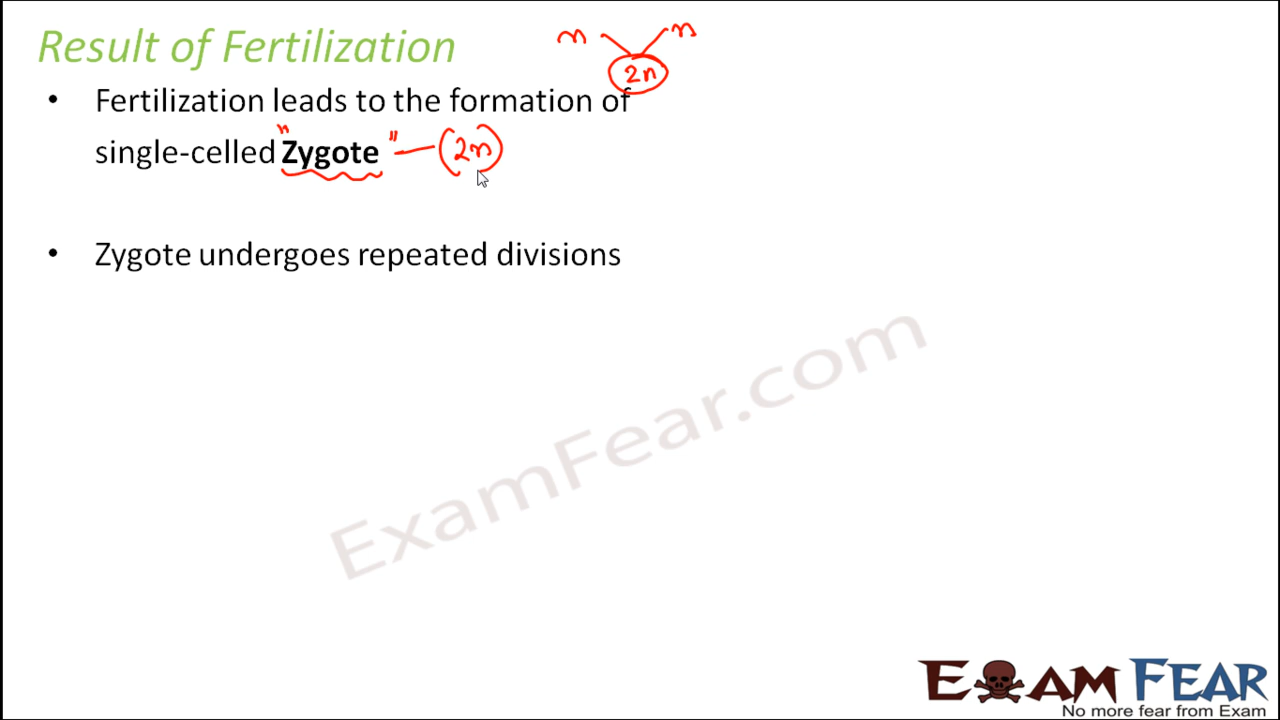 Result of Fertilization
n n
2n
• Fertilization leads to the formation of
single-celled "Zygote" — (2n)
• Zygote undergoes repeated divisions
ExamFear.com
EXAM FEAR
No more fear from Exam